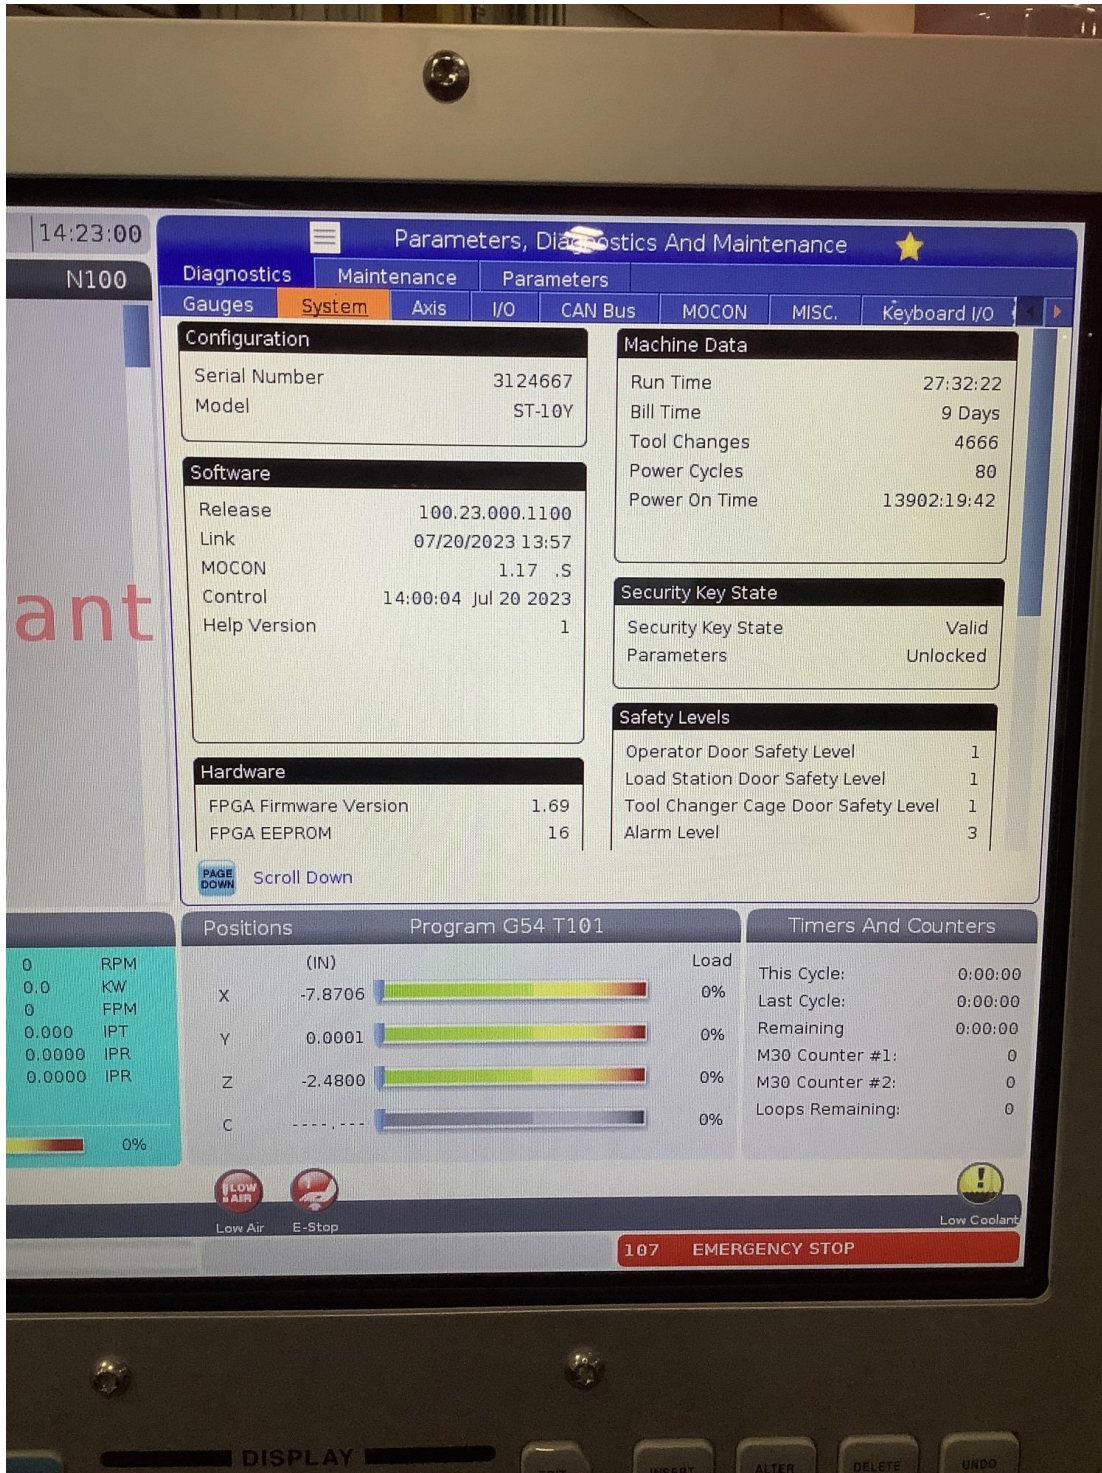 14:23:00
Parameters, Diagnostics And Maintenance
N100
Diagnostics Maintenance Parameters
Gauges System Axis I/O CAN Bus MOCON MISC. Keyboard I/O
Configuration
Serial Number 3124667
Model ST-10Y
Software
Release 100.23.000.1100
Link 07/20/2023 13:57
MOCON 1.17 .S
Control 14:00:04 Jul 20 2023
Help Version 1
Hardware
FPGA Firmware Version 1.69
FPGA EEPROM 16
Machine Data
Run Time 27:32:22
Bill Time 9 Days
Tool Changes 4666
Power Cycles 80
Power On Time 13902:19:42
Security Key State
Security Key State Valid
Parameters Unlocked
Safety Levels
Operator Door Safety Level 1
Load Station Door Safety Level 1
Tool Changer Cage Door Safety Level 1
Alarm Level 3
ant
PAGE DOWN Scroll Down
0 RPM
0.0 KW
0 FPM
0.000 IPT
0.0000 IPR
0.0000 IPR
0%
Positions Program G54 T101
(IN) Load
X -7.8706 0%
Y 0.0001 0%
Z -2.4800 0%
C ----.--- 0%
Timers And Counters
This Cycle: 0:00:00
Last Cycle: 0:00:00
Remaining 0:00:00
M30 Counter #1: 0
M30 Counter #2: 0
Loops Remaining: 0
LOW AIR
Low Air E-Stop Low Coolant
107 EMERGENCY STOP
DISPLAY
INSERT ALTER DELETE UNDO